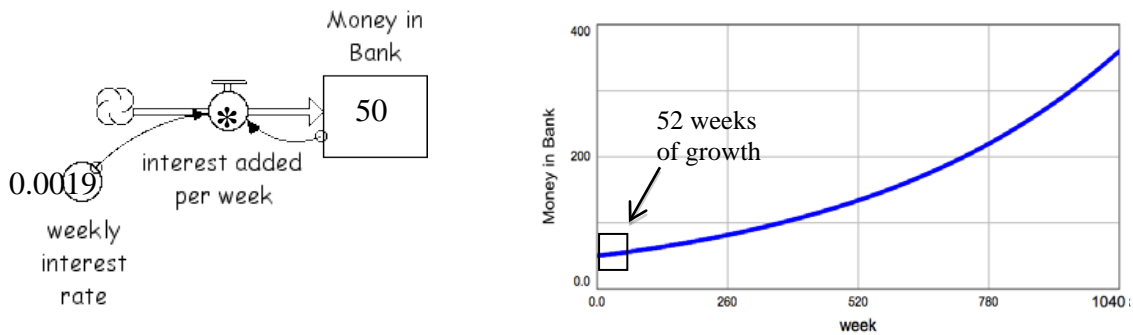 Money in
Bank
50
*
interest added
per week
0.0019
weekly
interest
rate
400
200
0.0
Money in Bank
52 weeks
of growth
0.0
260
520
780
1040
week